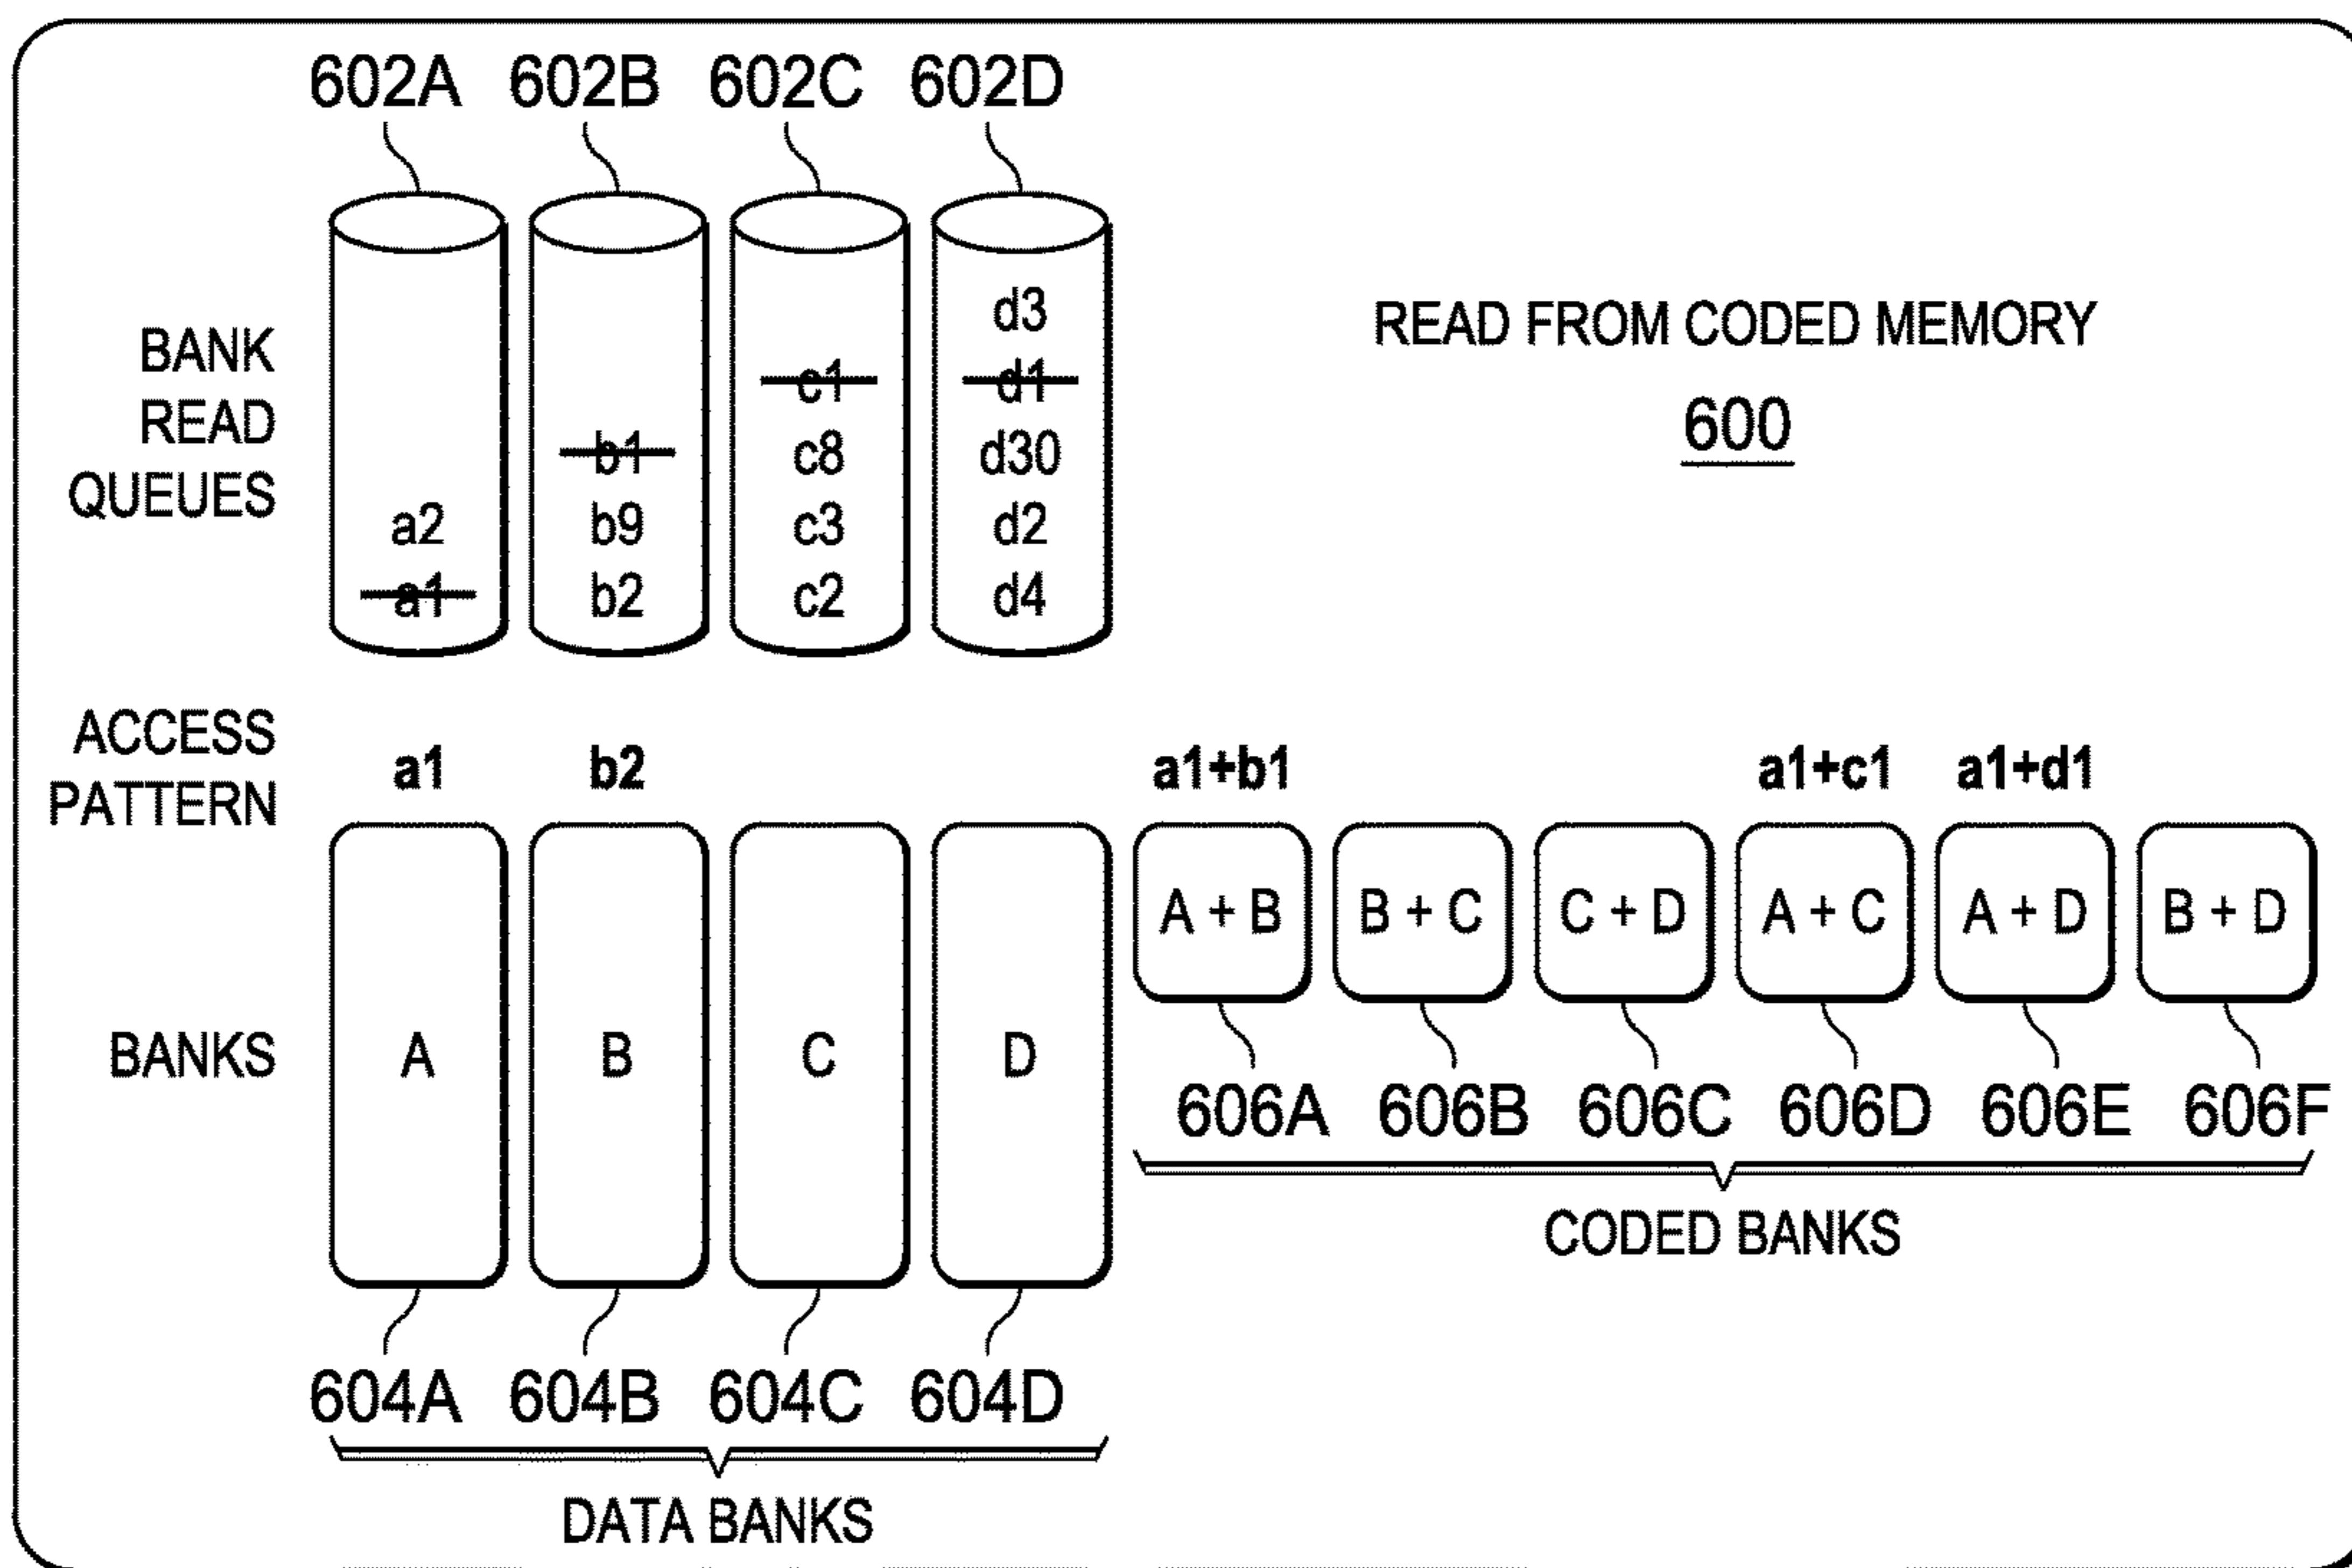 602A 602B 602C 602D
BANK
READ
QUEUES
a2
a1
b1
b9
b2
c1
c8
c3
c2
d3
d1
d30
d2
d4
READ FROM CODED MEMORY
600
ACCESS
PATTERN
a1 b2 a1+b1 a1+c1 a1+d1
BANKS
A B C D
A + B B + C C + D A + C A + D B + D
606A 606B 606C 606D 606E 606F
CODED BANKS
604A 604B 604C 604D
DATA BANKS